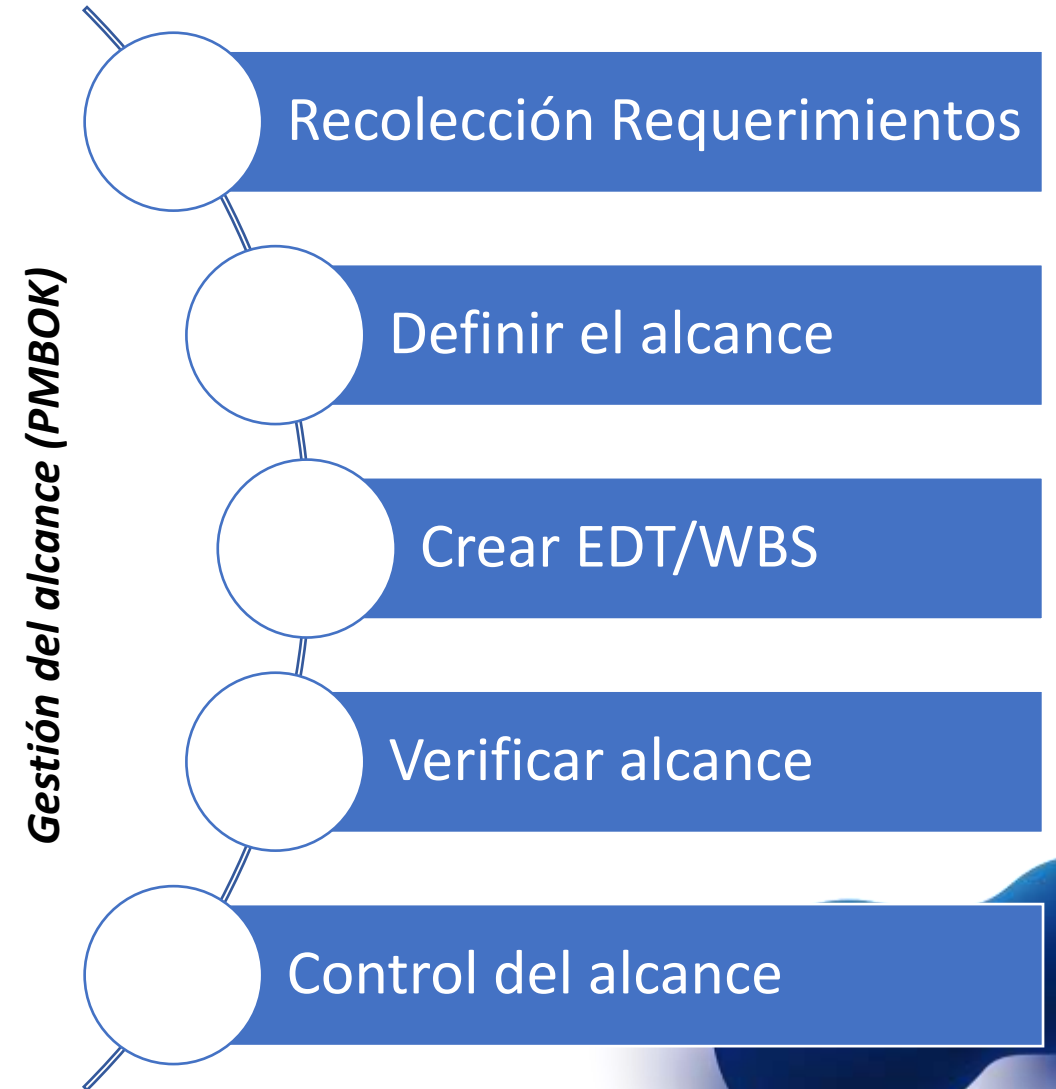 Gestión del alcance (PMBOK)
Recolección Requerimientos
Definir el alcance
Crear EDT/WBS
Verificar alcance
Control del alcance